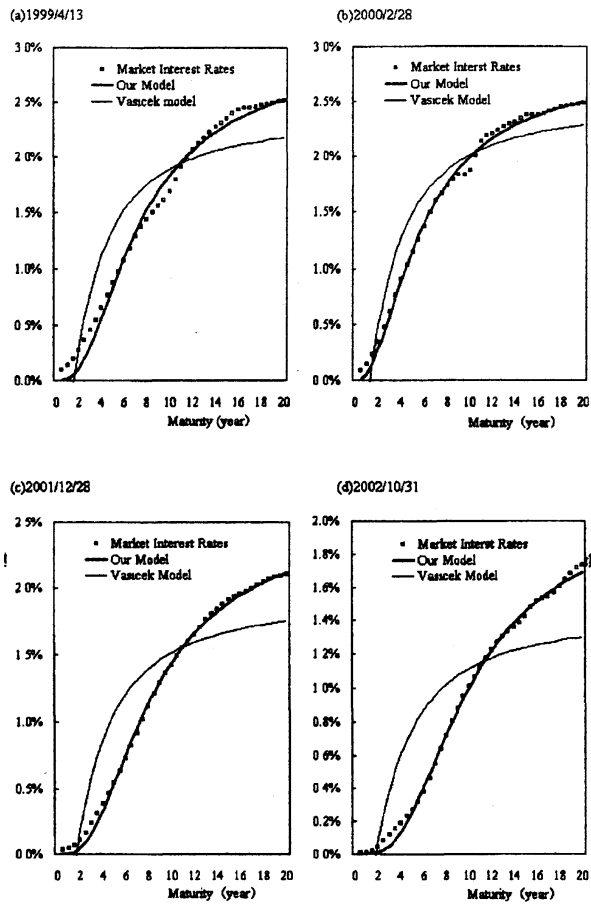 (a)1999/4/13
3.0%
2.5%
2.0%
1.5%
1.0%
0.5%
0.0%
Market Interest Rates
Our Model
Vasicek model
0 2 4 6 8 10 12 14 16 18 20
Maturity (year)
(b)2000/2/28
3.0%
2.5%
2.0%
1.5%
1.0%
0.5%
0.0%
Market Interst Rates
Our Model
Vasicek Model
0 2 4 6 8 10 12 14 16 18 20
Maturity (year)
(c)2001/12/28
2.5%
2.0%
1.5%
1.0%
0.5%
0.0%
Market Interest Rates
Our Model
Vasicek Model
0 2 4 6 8 10 12 14 16 18 20
Maturity (year)
(d)2002/10/31
2.0%
1.8%
1.6%
1.4%
1.2%
1.0%
0.8%
0.6%
0.4%
0.2%
0.0%
Market Interst Rates
Our Model
Vasicek Model
0 2 4 6 8 10 12 14 16 18 20
Maturity (year)